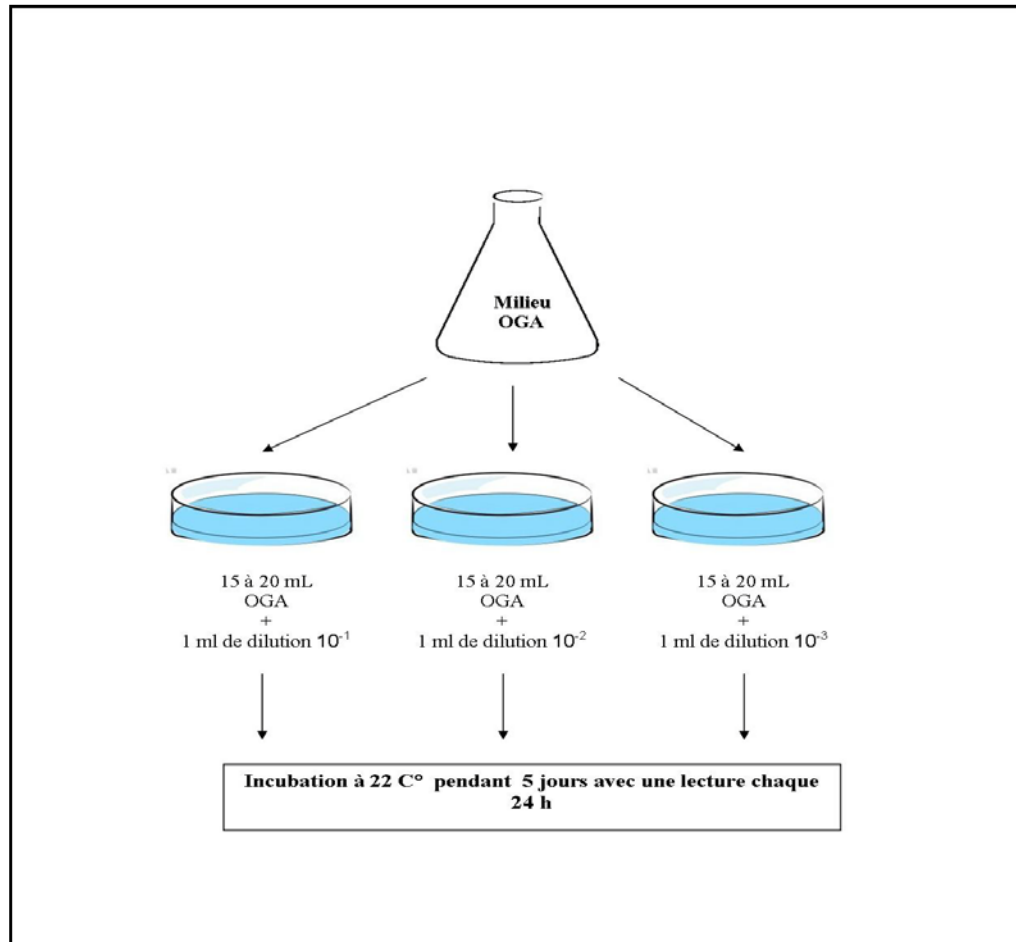 Milieu
OGA
15 à 20 mL
OGA
+
1 ml de dilution 10⁻¹
15 à 20 mL
OGA
+
1 ml de dilution 10⁻²
15 à 20 mL
OGA
+
1 ml de dilution 10⁻³
Incubation à 22 C° pendant 5 jours avec une lecture chaque
24 h